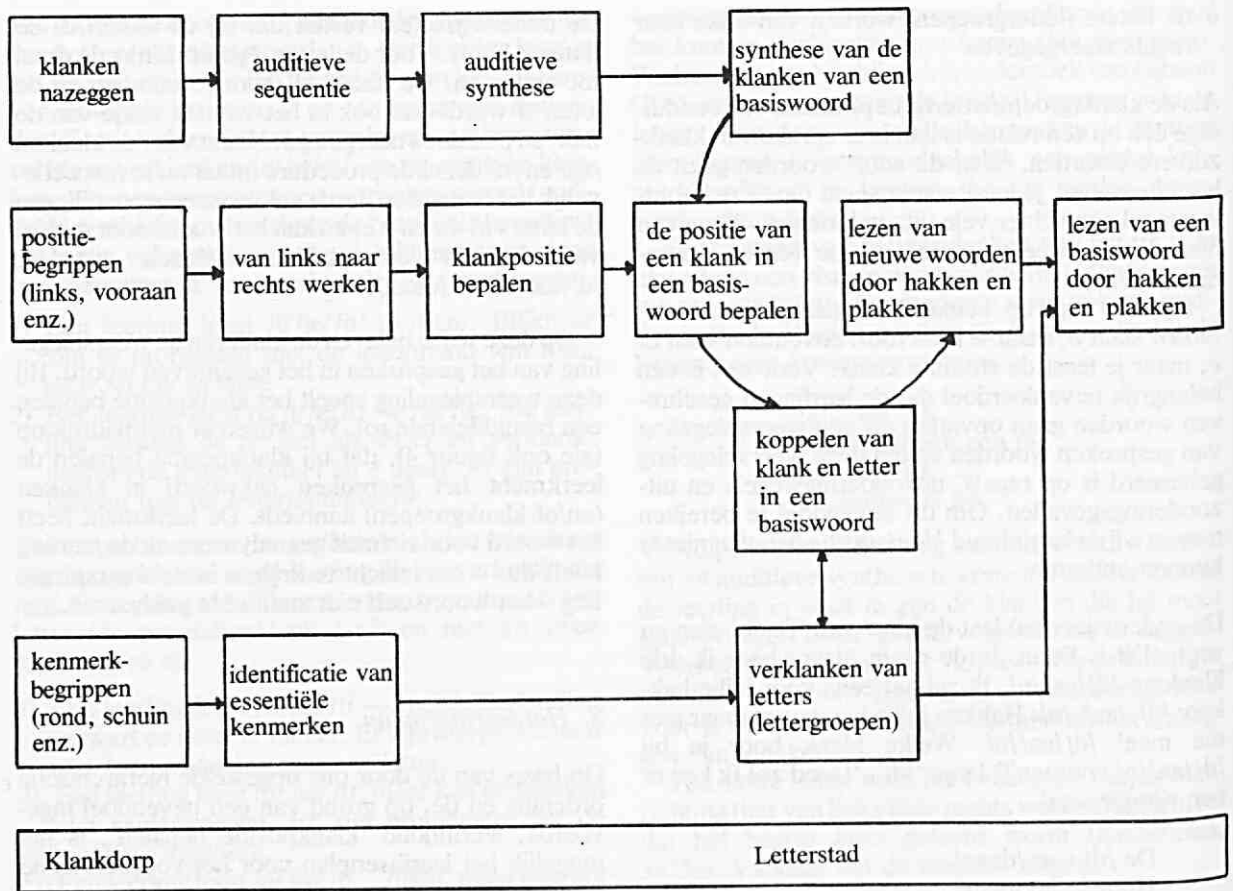 klanken
nazeggen
auditieve
sequentie
auditieve
synthese
synthese van de
klanken van een
basiswoord
positie-
begrippen
(links, vooraan
enz.)
van links naar
rechts werken
klankpositie
bepalen
de positie van
een klank in
een basis-
woord bepalen
lezen van
nieuwe woorden
door hakken en
plakken
lezen van een
basiswoord
door hakken
en plakken
koppelen van
klank en letter
in een
basiswoord
kenmerk-
begrippen
(rond, schuin
enz.)
identificatie van
essentiële
kenmerken
verklanken van
letters
(lettergroepen)
Klankdorp
Letterstad